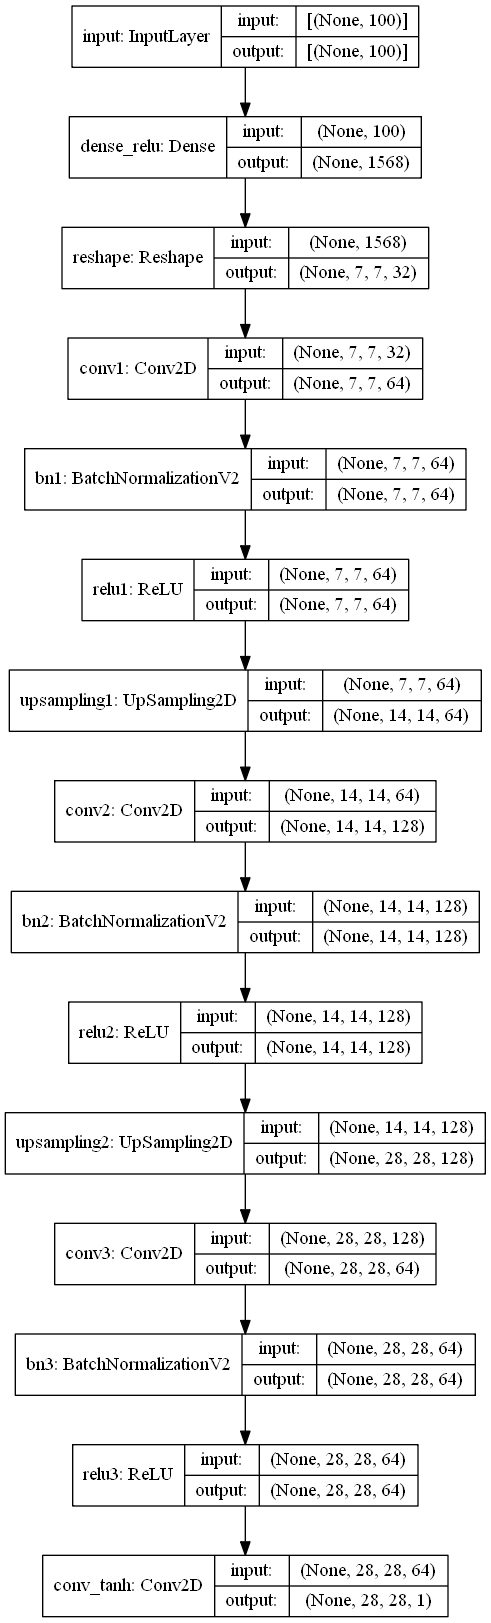 input: InputLayer
input: [(None, 100)]
output: [(None, 100)]
dense_relu: Dense
input: (None, 100)
output: (None, 1568)
reshape: Reshape
input: (None, 1568)
output: (None, 7, 7, 32)
conv1: Conv2D
input: (None, 7, 7, 32)
output: (None, 7, 7, 64)
bn1: BatchNormalizationV2
input: (None, 7, 7, 64)
output: (None, 7, 7, 64)
relu1: ReLU
input: (None, 7, 7, 64)
output: (None, 7, 7, 64)
upsampling1: UpSampling2D
input: (None, 7, 7, 64)
output: (None, 14, 14, 64)
conv2: Conv2D
input: (None, 14, 14, 64)
output: (None, 14, 14, 128)
bn2: BatchNormalizationV2
input: (None, 14, 14, 128)
output: (None, 14, 14, 128)
relu2: ReLU
input: (None, 14, 14, 128)
output: (None, 14, 14, 128)
upsampling2: UpSampling2D
input: (None, 14, 14, 128)
output: (None, 28, 28, 128)
conv3: Conv2D
input: (None, 28, 28, 128)
output: (None, 28, 28, 64)
bn3: BatchNormalizationV2
input: (None, 28, 28, 64)
output: (None, 28, 28, 64)
relu3: ReLU
input: (None, 28, 28, 64)
output: (None, 28, 28, 64)
conv_tanh: Conv2D
input: (None, 28, 28, 64)
output: (None, 28, 28, 1)